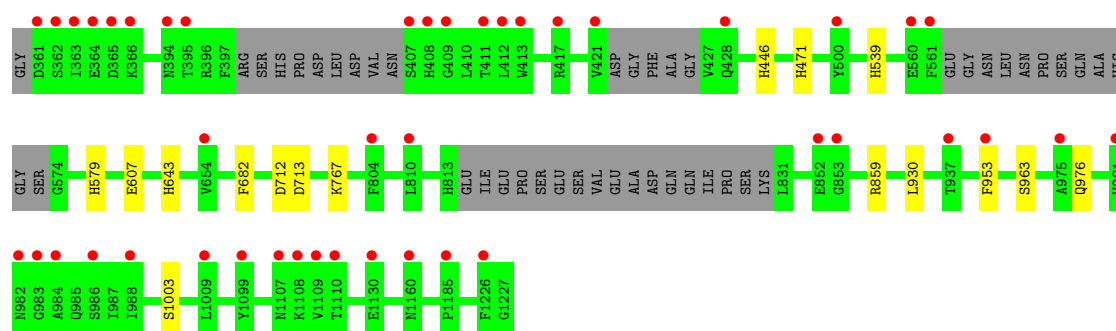 GLY D361 S362 I363 E364 D365 K366 N394 T395 R396 F397 ARG SER HIS PRO ASP LEU ASP VAL ASN S407 H408 G409 L410 T411 L412 W413 R417 V421 ASP GLY PHE ALA GLY V427 Q428 H446 H471 Y500 H539 E560 F561 GLU GLY ASN LEU ASN PRO SER GLN ALA
GLY SER G574 H579 E607 H643 V654 F682 D712 D713 K767 F804 L810 H813 GLU ILE GLU PRO SER GLU SER VAL GLU ALA ASP GLN GLN ILE PRO SER LYS L831 E852 G853 R859 L930 T937 F953 S963 A975 Q976
N982 G983 A984 Q985 S986 I987 I988 S1003 L1009 Y1099 N1107 K1108 V1109 T1110 E1130 N1160 P1185 F1226 G1227